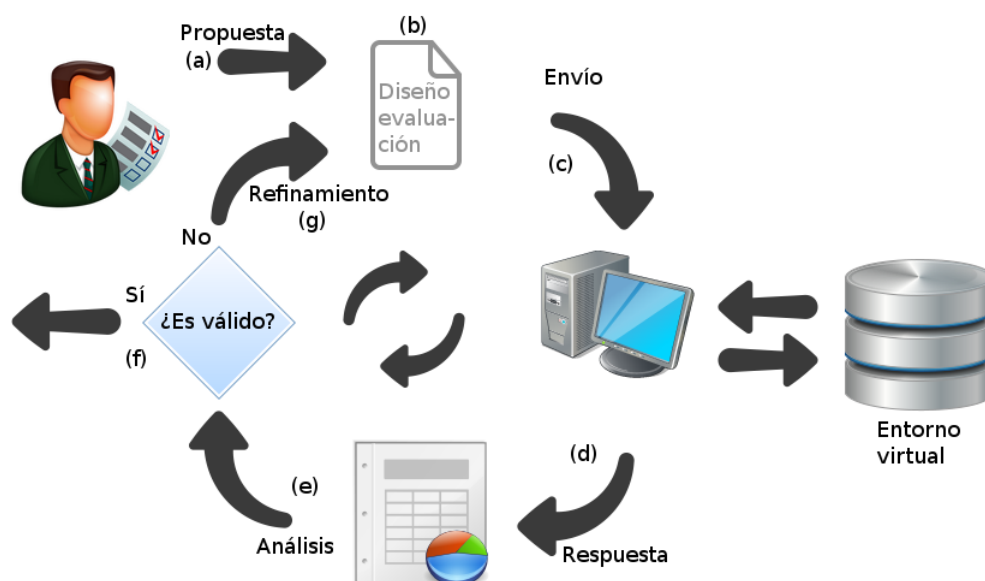 Propuesta
(a)
(b)
Diseño
evalua-
ción
Envío
(c)
Refinamiento
(g)
No
Sí
¿Es válido?
(f)
Entorno
virtual
(d)
(e)
Análisis
Respuesta